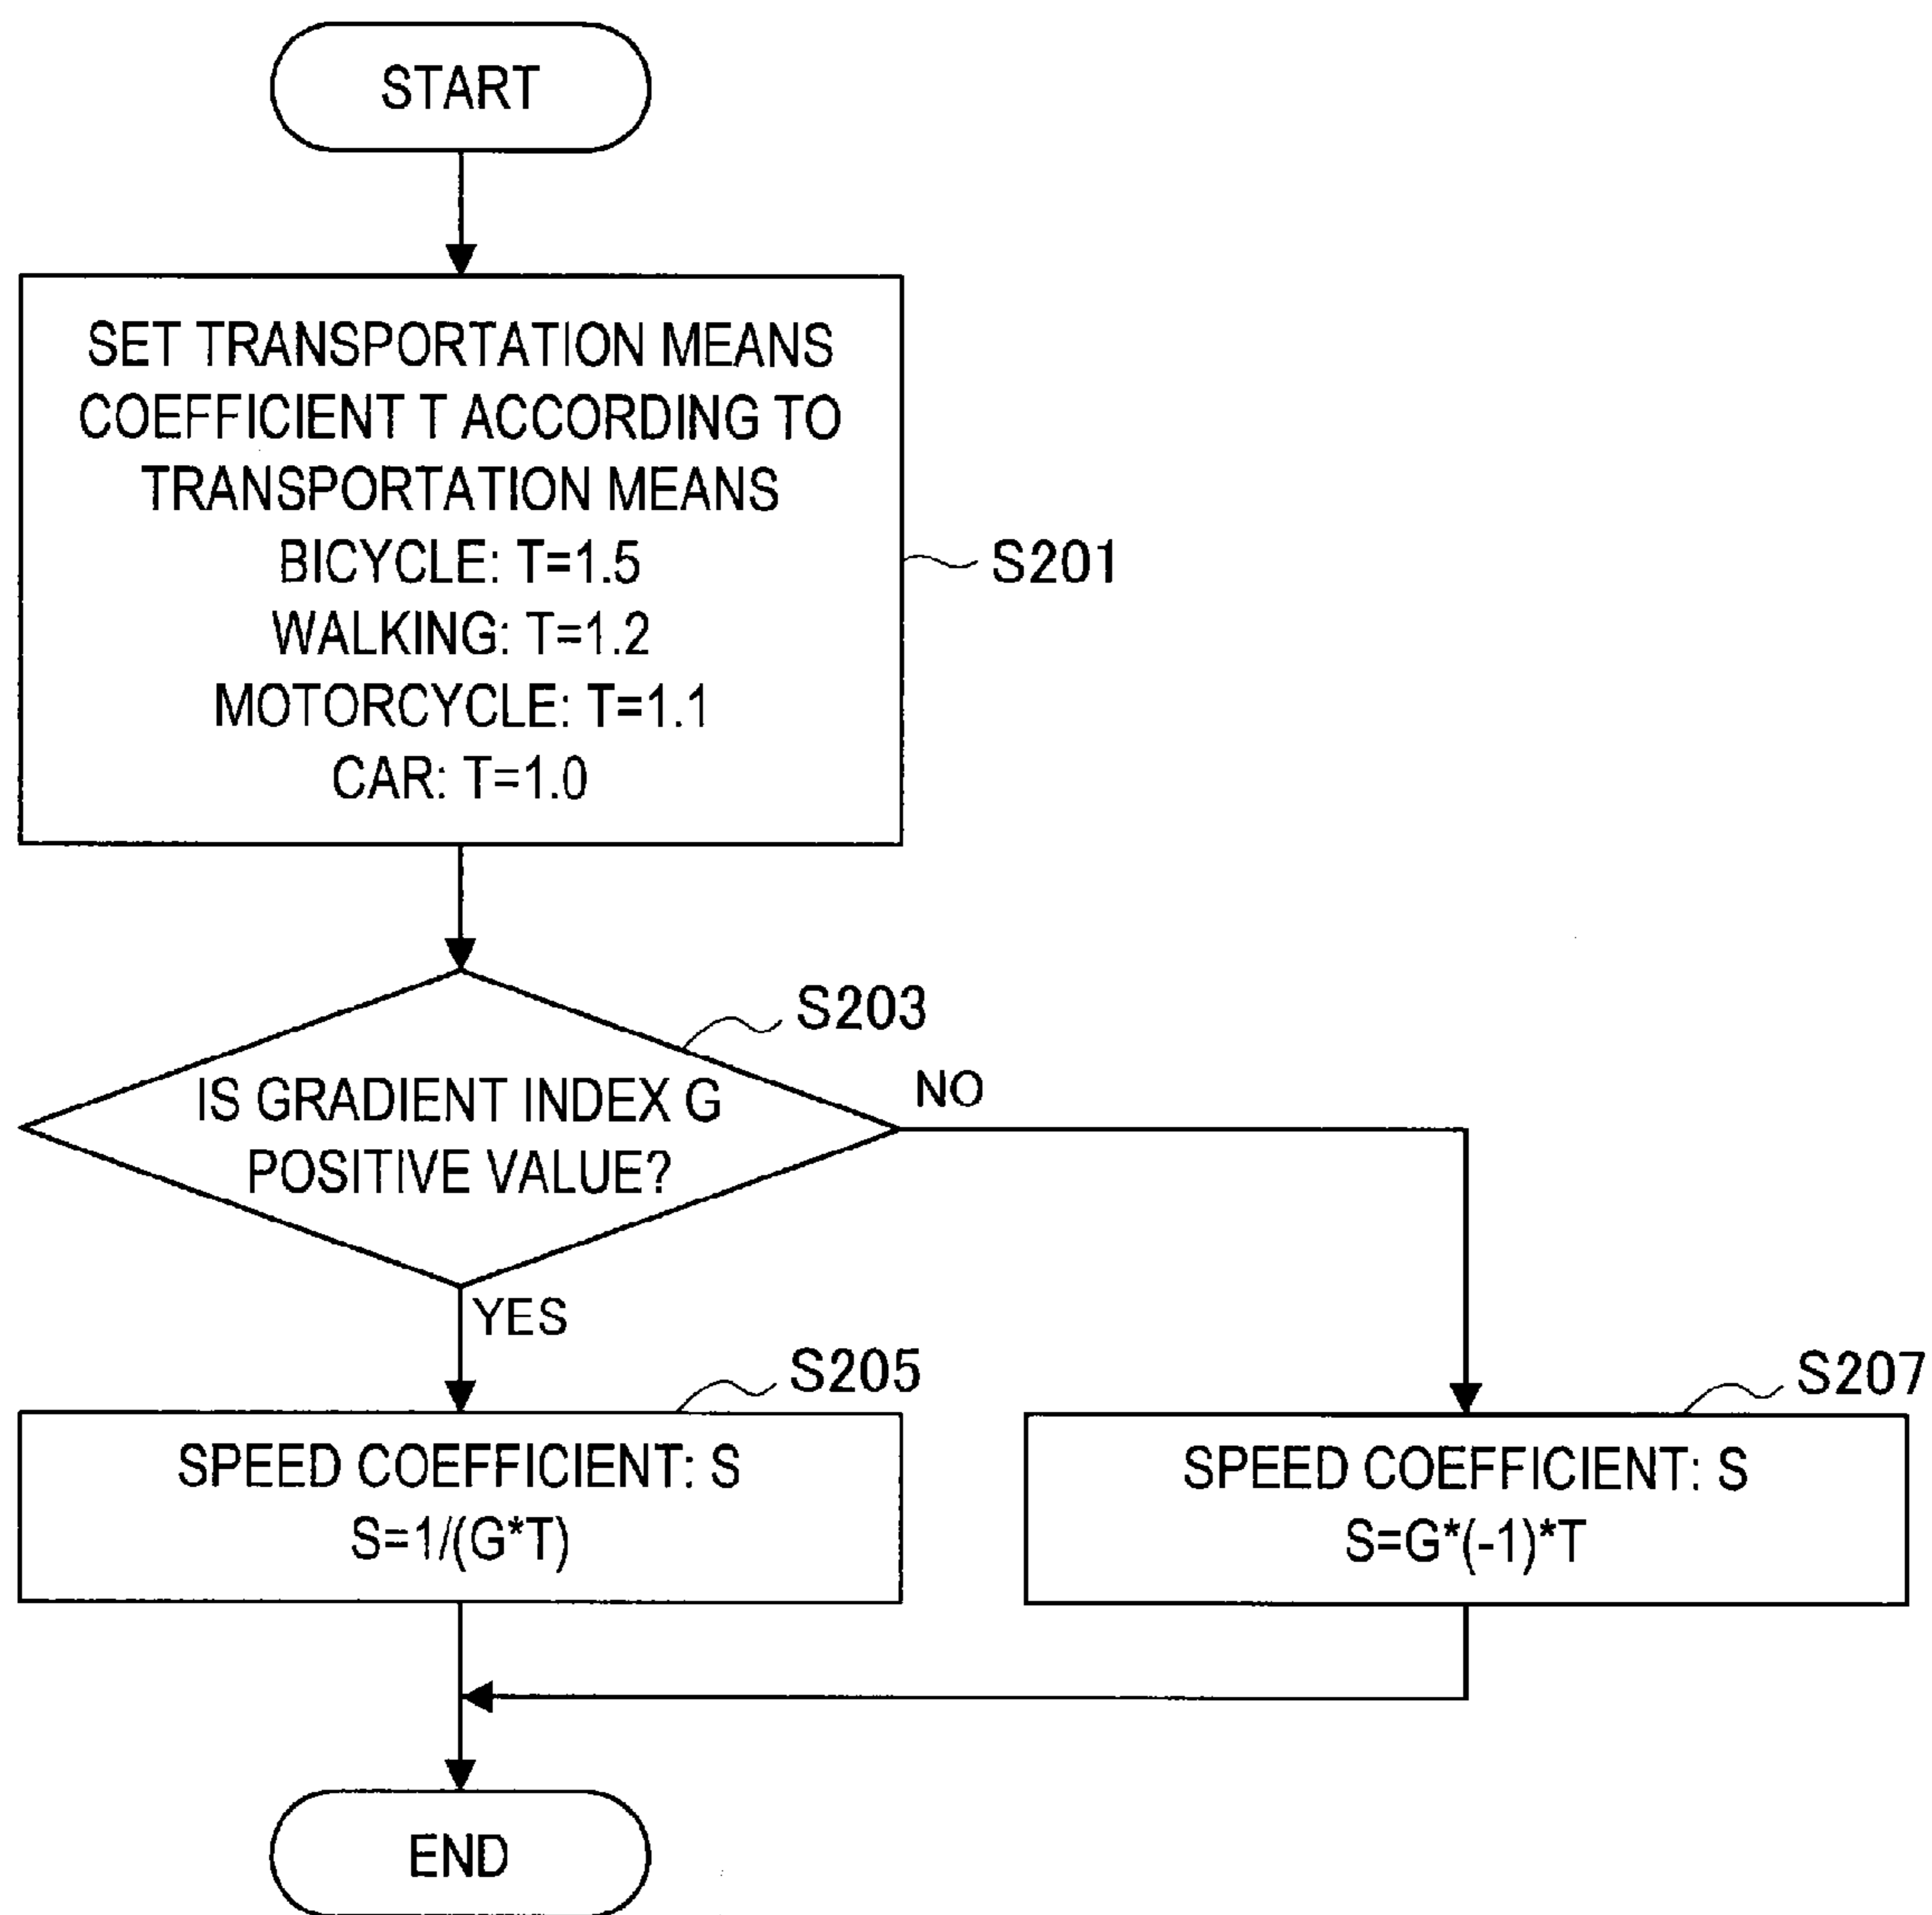 START
SET TRANSPORTATION MEANS
COEFFICIENT T ACCORDING TO
TRANSPORTATION MEANS
BICYCLE: T=1.5
WALKING: T=1.2
MOTORCYCLE: T=1.1
CAR: T=1.0
S201
S203
IS GRADIENT INDEX G
POSITIVE VALUE?
NO
YES
S205
SPEED COEFFICIENT: S
S=1/(G*T)
S207
SPEED COEFFICIENT: S
S=G*(-1)*T
END